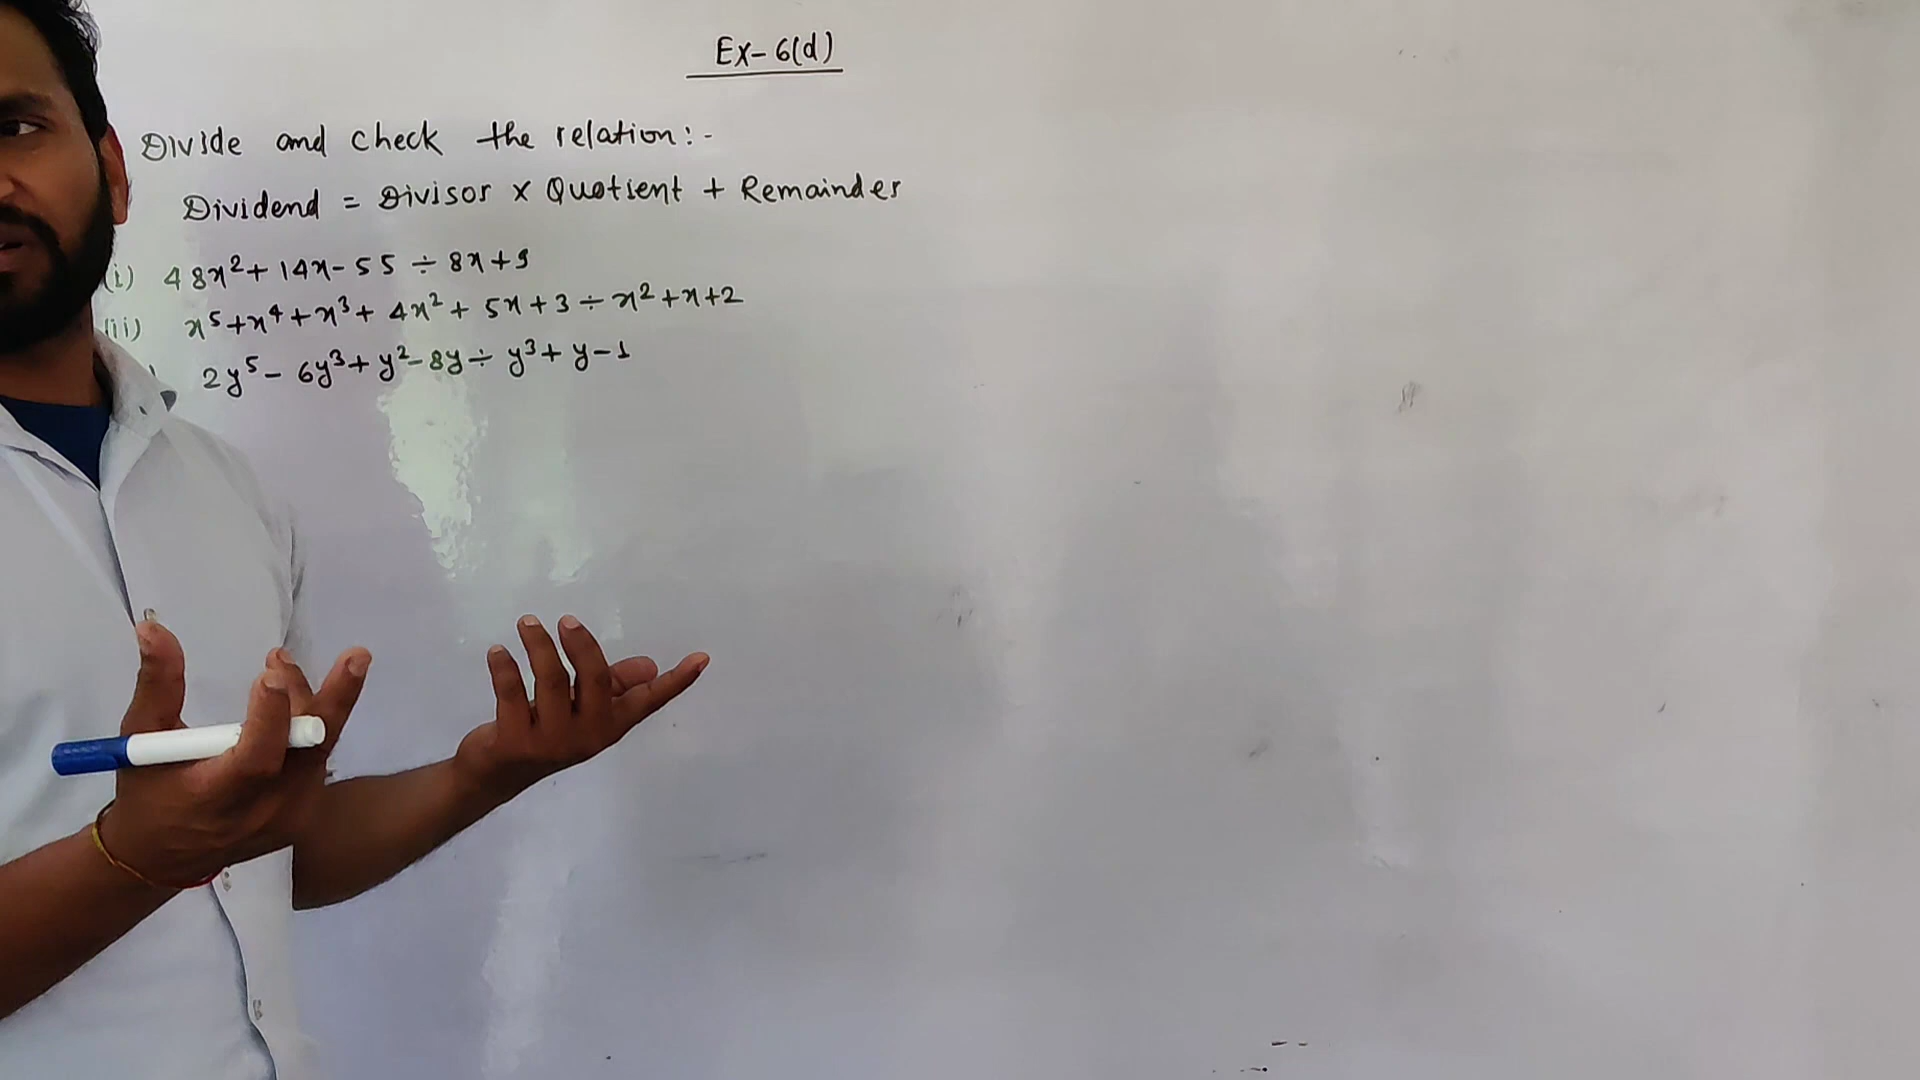 Ex-6(d)
Divide and check the relation:-
Dividend = Divisor × Quotient + Remainder
(i) 48x²+14x-55 ÷ 8x+9
(ii) x⁵+x⁴+x³+4x²+5x+3 ÷ x²+x+2
2y⁵-6y³+y²-8y ÷ y³+y-1